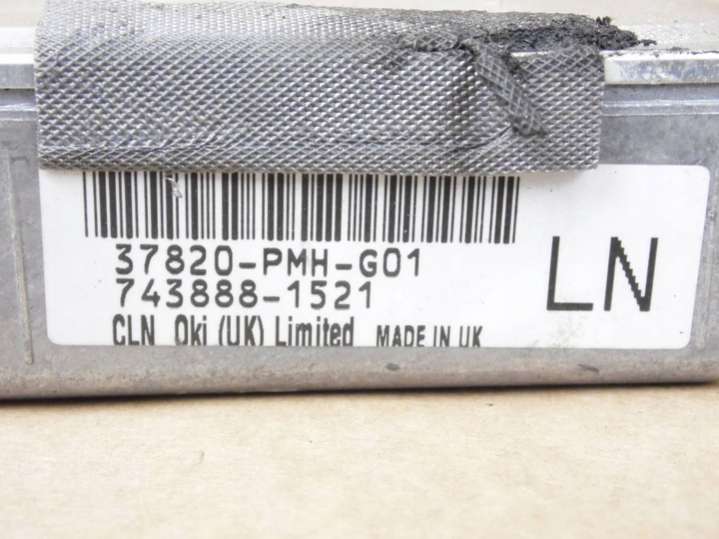 37820-PMH-G01
743888-1521
LN
CLN Oki (UK) Limited MADE IN UK